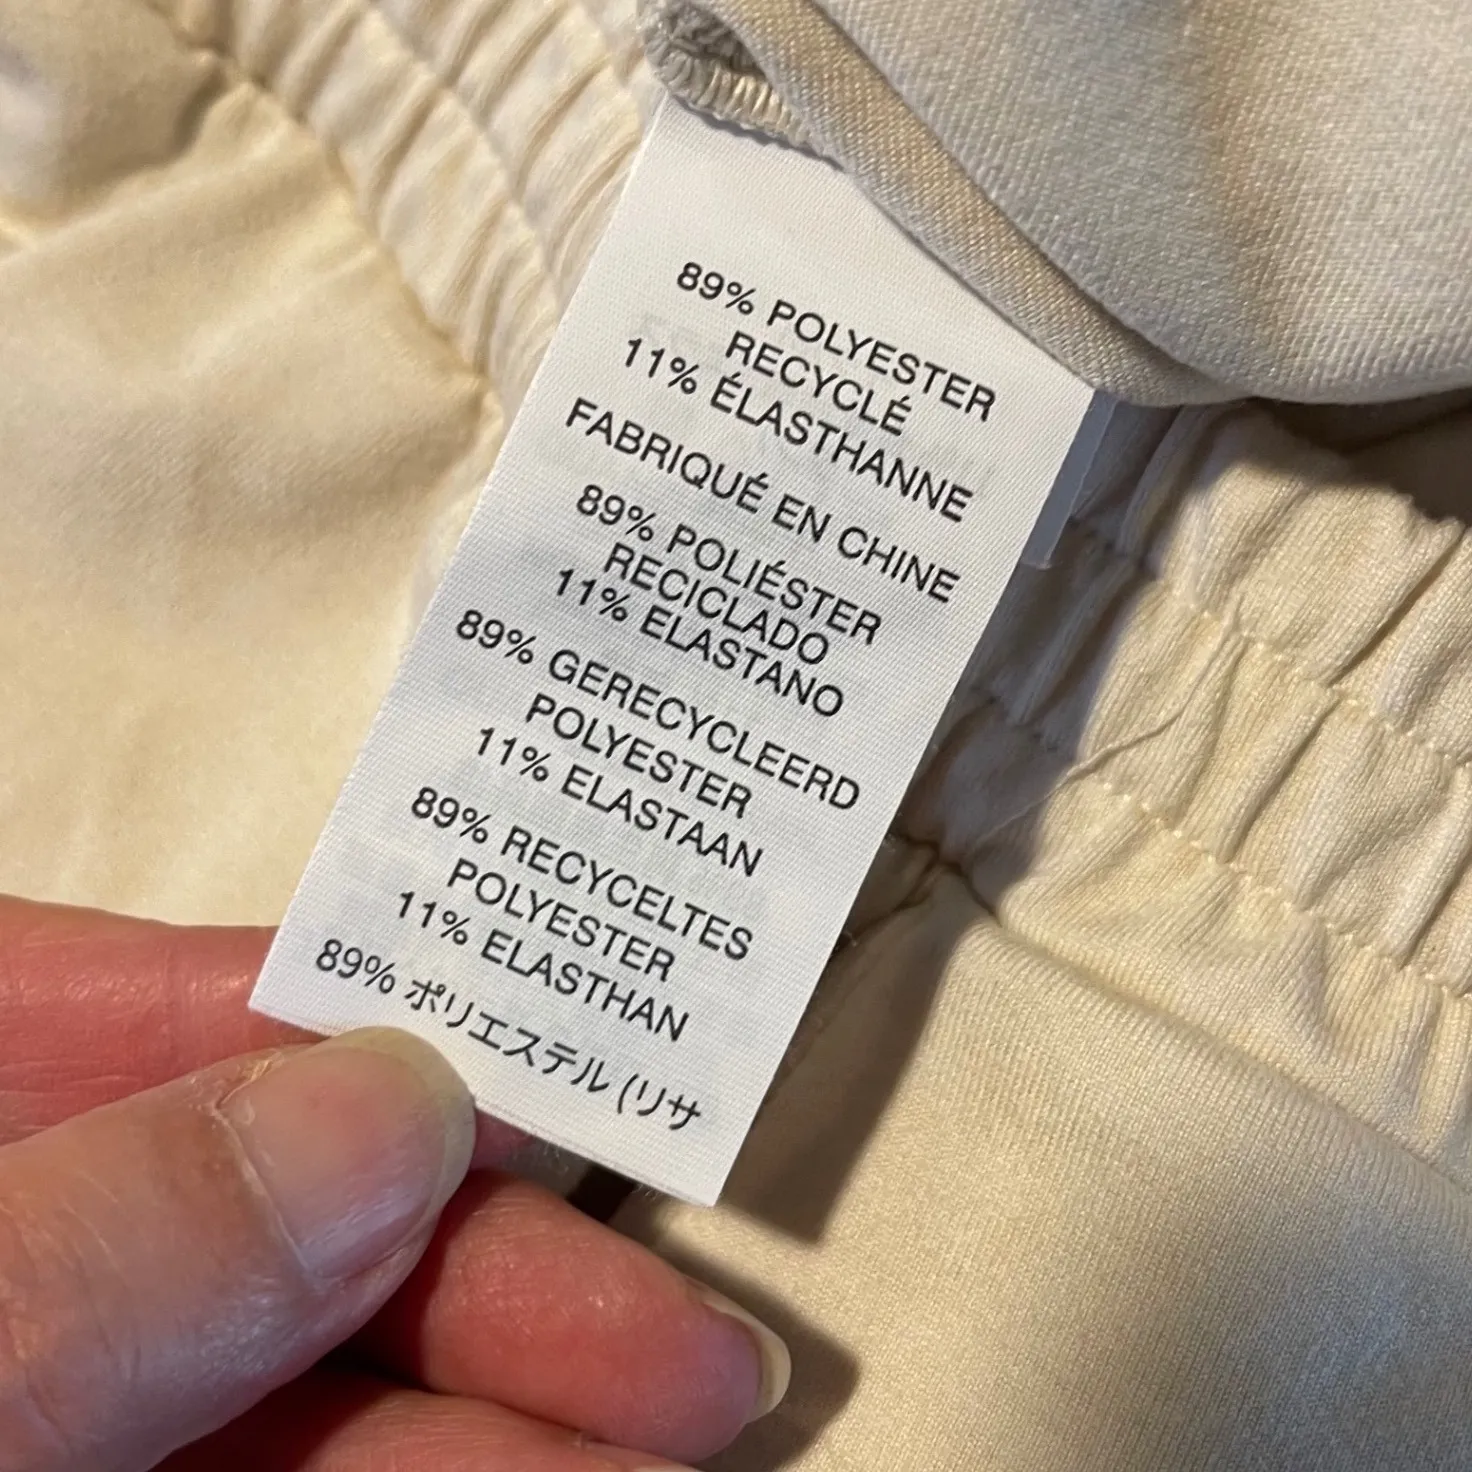 89% POLYESTER
RECYCLÉ
11% ÉLASTHANNE
FABRIQUÉ EN CHINE
89% POLIÉSTER
RECICLADO
11% ELASTANO
89% GERECYCLEERD
POLYESTER
11% ELASTAAN
89% RECYCELTES
POLYESTER
11% ELASTHAN
89% ポリエステル (リサ